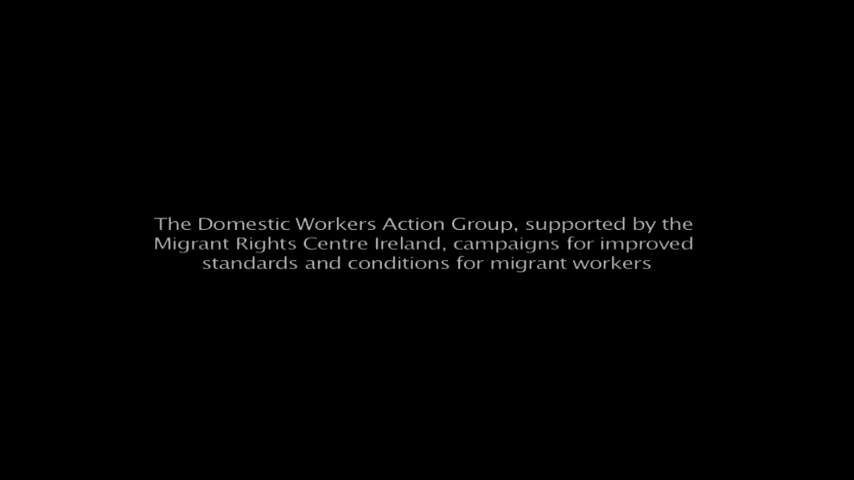 The Domestic Workers Action Group, supported by the
Migrant Rights Centre Ireland, campaigns for improved
standards and conditions for migrant workers